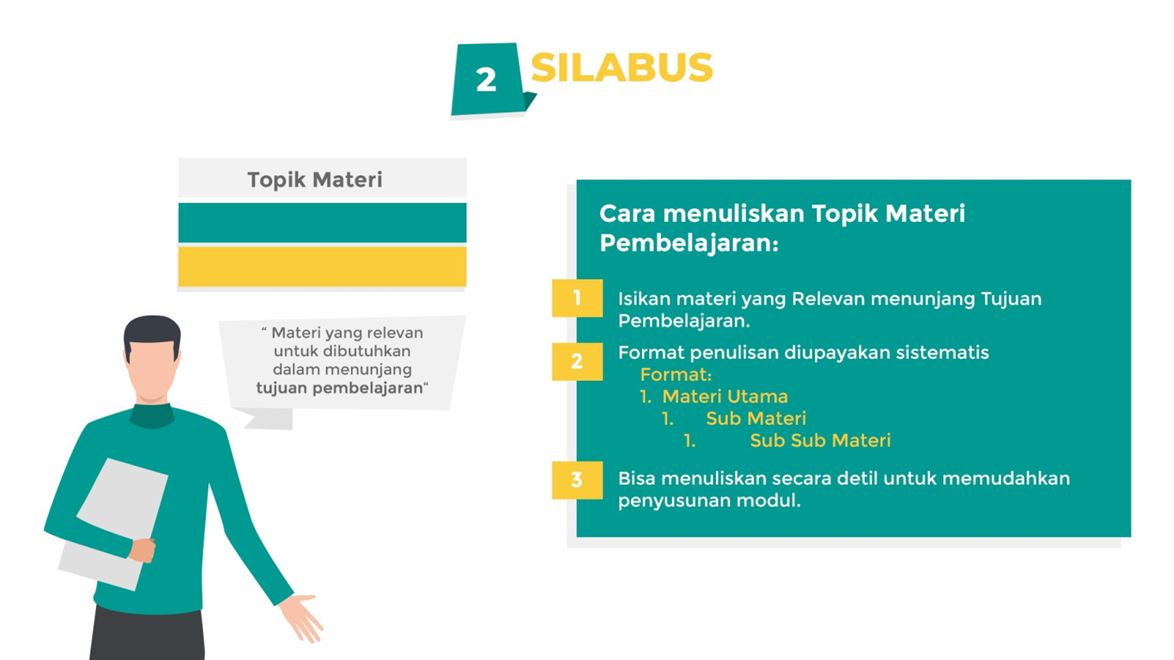 2
SILABUS
Topik Materi
“ Materi yang relevan
untuk dibutuhkan
dalam menunjang
tujuan pembelajaran“
Cara menuliskan Topik Materi
Pembelajaran:
1
Isikan materi yang Relevan menunjang Tujuan
Pembelajaran.
2
Format penulisan diupayakan sistematis
Format:
1. Materi Utama
1. Sub Materi
1. Sub Sub Materi
3
Bisa menuliskan secara detil untuk memudahkan
penyusunan modul.